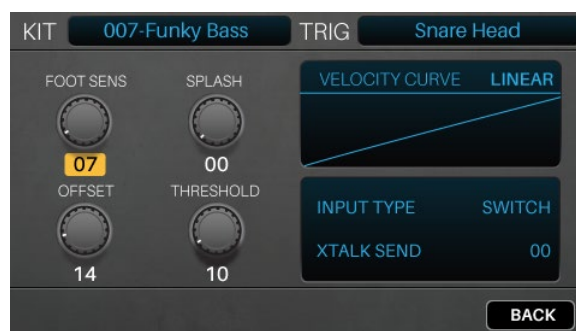 KIT 007-Funky Bass TRIG Snare Head
FOOT SENS SPLASH VELOCITY CURVE LINEAR
07 00
OFFSET THRESHOLD
INPUT TYPE SWITCH
XTALK SEND 00
14 10
BACK